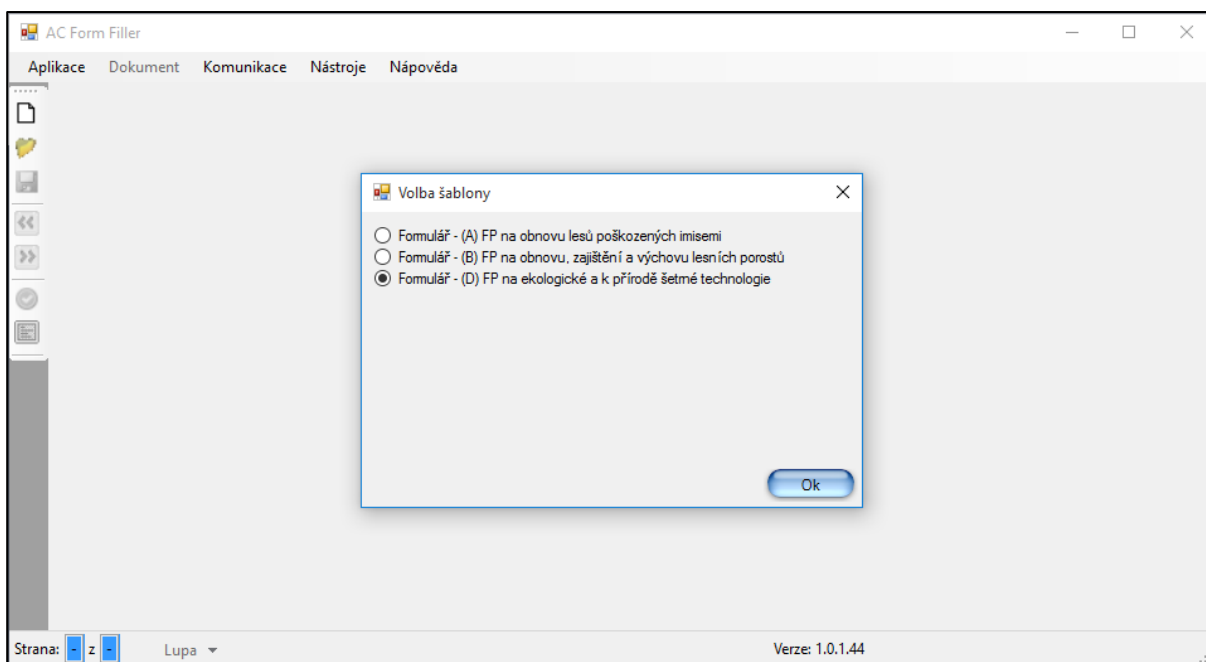 AC Form Filler
Aplikace Dokument Komunikace Nástroje Nápověda
Volba šablony
Formulář - (A) FP na obnovu lesů poškozených imisemi
Formulář - (B) FP na obnovu, zajištění a výchovu lesních porostů
Formulář - (D) FP na ekologické a k přírodě šetrné technologie
Ok
Strana: - z - Lupa Verze: 1.0.1.44